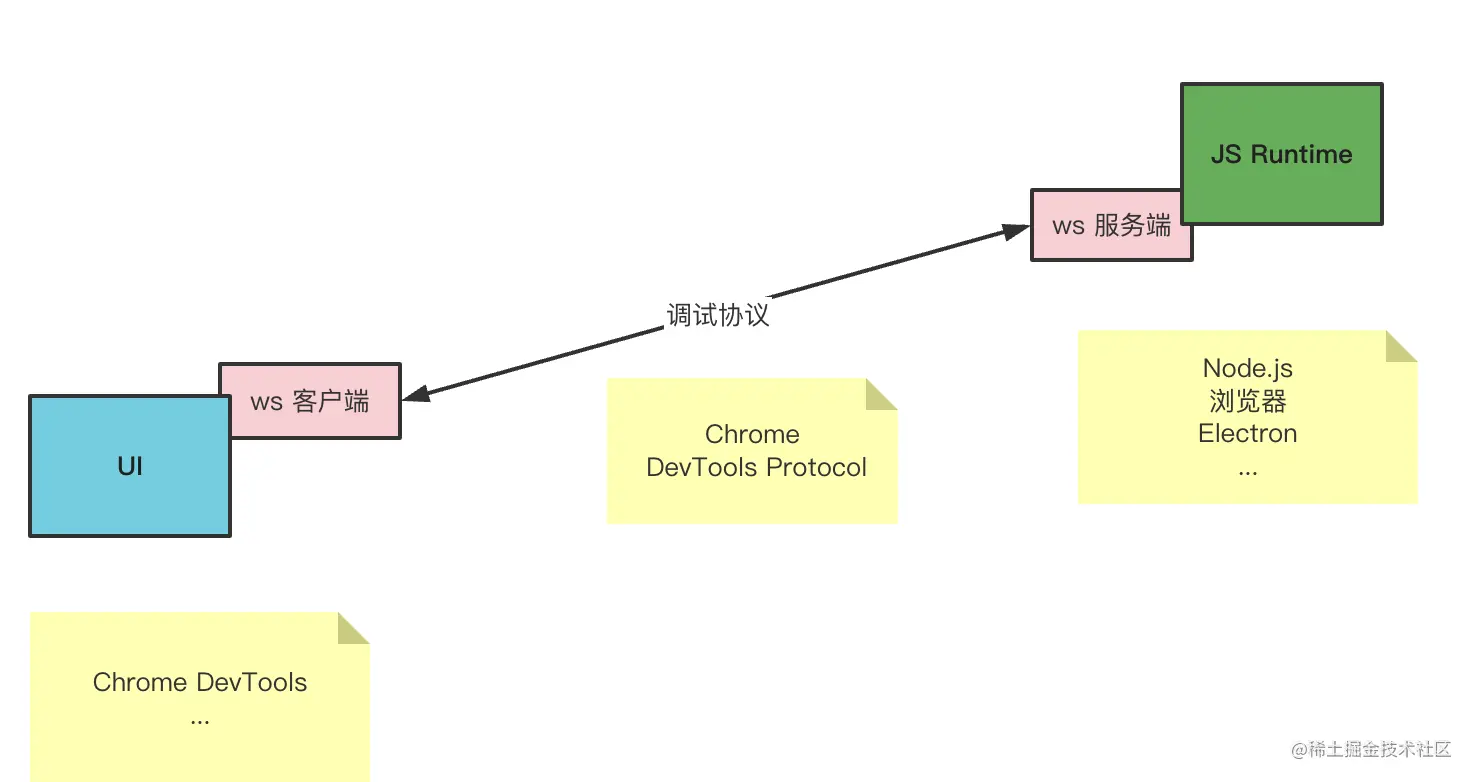 JS Runtime
ws 服务端
调试协议
Node.js
浏览器
Electron
...
ws 客户端
Chrome
DevTools Protocol
UI
Chrome DevTools
...
@稀土掘金技术社区